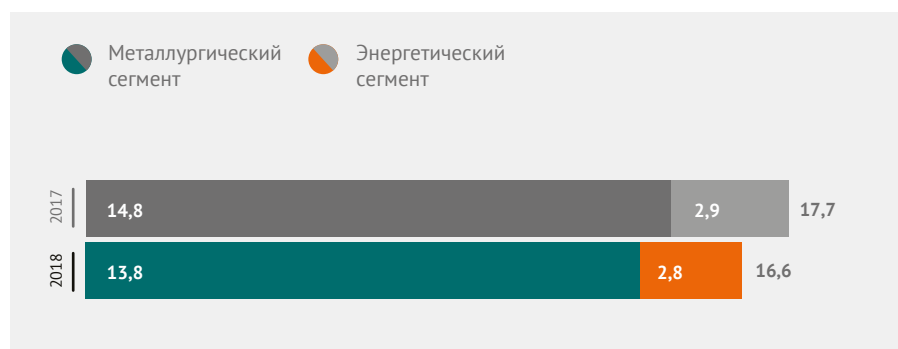 Металлургический
сегмент
Энергетический
сегмент
2017
14,8
2,9
17,7
2018
13,8
2,8
16,6